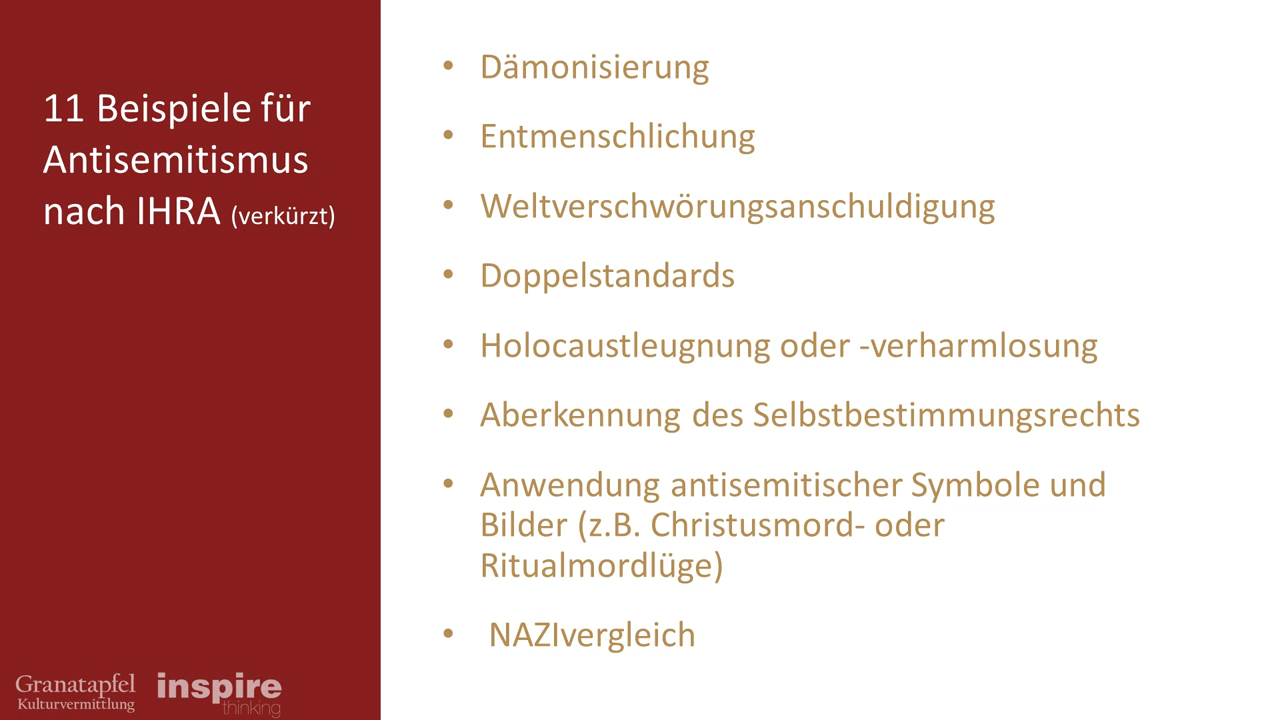 11 Beispiele für
Antisemitismus
nach IHRA (verkürzt)
• Dämonisierung
• Entmenschlichung
• Weltverschwörungsanschuldigung
• Doppelstandards
• Holocaustleugnung oder -verharmlosung
• Aberkennung des Selbstbestimmungsrechts
• Anwendung antisemitischer Symbole und
Bilder (z.B. Christusmord- oder
Ritualmordlüge)
• NAZIvergleich
Granatapfel
Kulturvermittlung
inspire
thinking